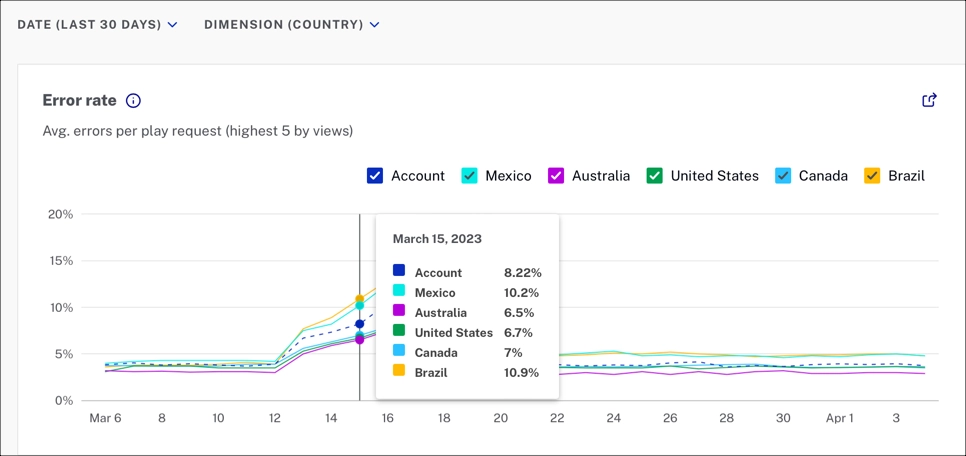 DATE (LAST 30 DAYS) DIMENSION (COUNTRY)
Error rate
Avg. errors per play request (highest 5 by views)
Account Mexico Australia United States Canada Brazil
20%
15%
10%
5%
0%
March 15, 2023
Account 8.22%
Mexico 10.2%
Australia 6.5%
United States 6.7%
Canada 7%
Brazil 10.9%
Mar 6 8 10 12 14 16 18 20 22 24 26 28 30 Apr 1 3